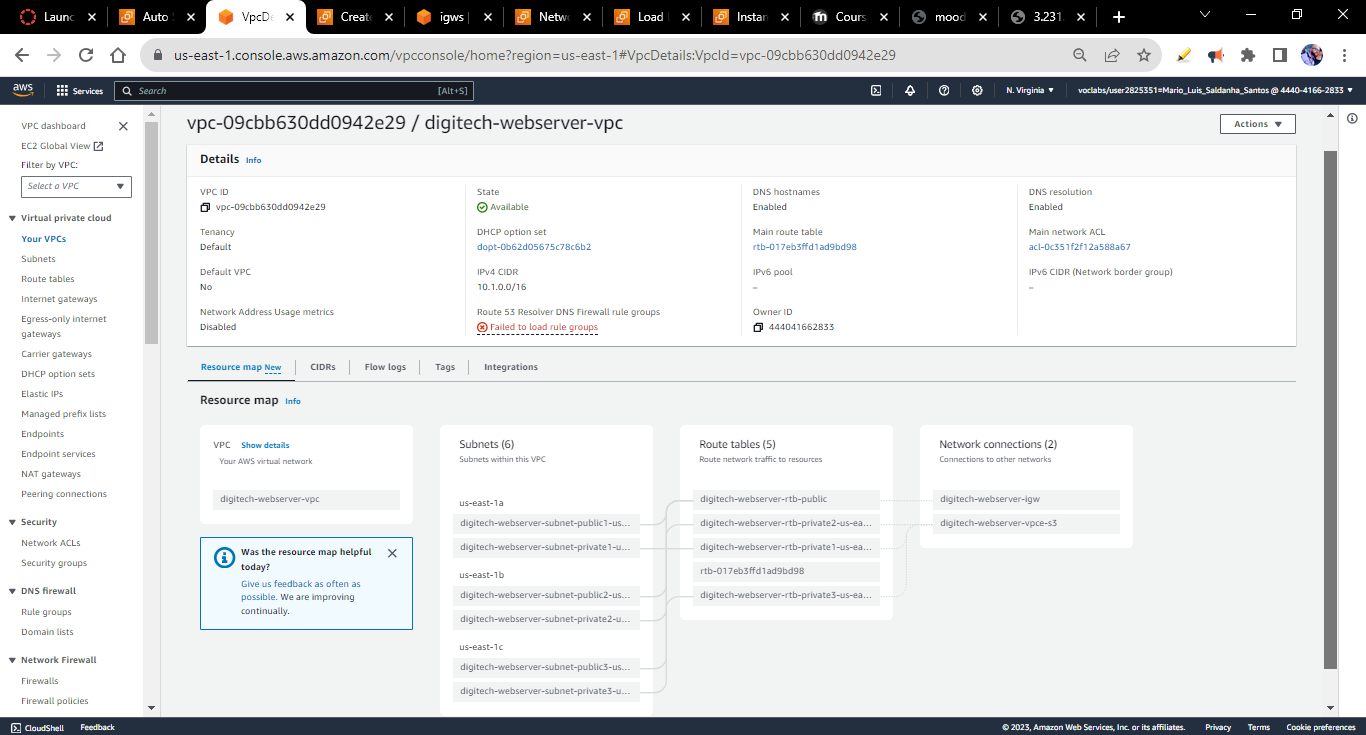 Launc
Auto S
VpcDe
Create
igws |
Netwo
Load B
Instan
Cours
mood
3.231.
us-east-1.console.aws.amazon.com/vpcconsole/home?region=us-east-1#VpcDetails:VpcId=vpc-09cbb630dd0942e29
aws
Services
Search
[Alt+S]
N. Virginia
voclabs/user2825351=Mario_Luis_Saldanha_Santos @ 4440-4166-2833
VPC dashboard
EC2 Global View
Filter by VPC:
Select a VPC
Virtual private cloud
Your VPCs
Subnets
Route tables
Internet gateways
Egress-only internet
gateways
Carrier gateways
DHCP option sets
Elastic IPs
Managed prefix lists
Endpoints
Endpoint services
NAT gateways
Peering connections
Security
Network ACLs
Security groups
DNS firewall
Rule groups
Domain lists
Network Firewall
Firewalls
Firewall policies
vpc-09cbb630dd0942e29 / digitech-webserver-vpc
Actions
Details Info
VPC ID
vpc-09cbb630dd0942e29
State
Available
DNS hostnames
Enabled
DNS resolution
Enabled
Tenancy
Default
DHCP option set
dopt-0b62d05675c78c6b2
Main route table
rtb-017eb3ffd1ad9bd98
Main network ACL
acl-0c351f2f12a588a67
Default VPC
No
IPv4 CIDR
10.1.0.0/16
IPv6 pool
–
IPv6 CIDR (Network border group)
–
Network Address Usage metrics
Disabled
Route 53 Resolver DNS Firewall rule groups
Failed to load rule groups
Owner ID
444041662833
Resource map New
CIDRs
Flow logs
Tags
Integrations
Resource map Info
VPC Show details
Your AWS virtual network
digitech-webserver-vpc
Was the resource map helpful
today?
Give us feedback as often as
possible. We are improving
continually.
Subnets (6)
Subnets within this VPC
us-east-1a
digitech-webserver-subnet-public1-us...
digitech-webserver-subnet-private1-u...
us-east-1b
digitech-webserver-subnet-public2-us...
digitech-webserver-subnet-private2-u...
us-east-1c
digitech-webserver-subnet-public3-us...
digitech-webserver-subnet-private3-u...
Route tables (5)
Route network traffic to resources
digitech-webserver-rtb-public
digitech-webserver-rtb-private2-us-ea...
digitech-webserver-rtb-private1-us-ea...
rtb-017eb3ffd1ad9bd98
digitech-webserver-rtb-private3-us-ea...
Network connections (2)
Connections to other networks
digitech-webserver-igw
digitech-webserver-vpce-s3
CloudShell
Feedback
© 2023, Amazon Web Services, Inc. or its affiliates.
Privacy
Terms
Cookie preferences